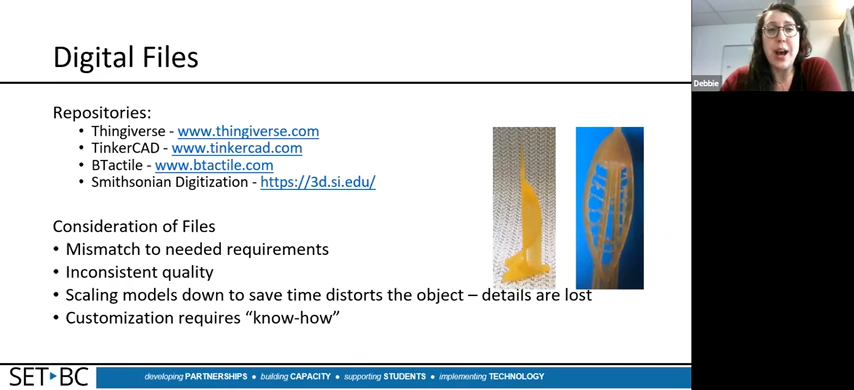 Digital Files
Repositories:
• Thingiverse - www.thingiverse.com
• TinkerCAD - www.tinkercad.com
• BTactile - www.btactile.com
• Smithsonian Digitization - https://3d.si.edu/
Consideration of Files
• Mismatch to needed requirements
• Inconsistent quality
• Scaling models down to save time distorts the object – details are lost
• Customization requires “know-how”
SET▸BC
developing PARTNERSHIPS • building CAPACITY • supporting STUDENTS • implementing TECHNOLOGY
Debbie